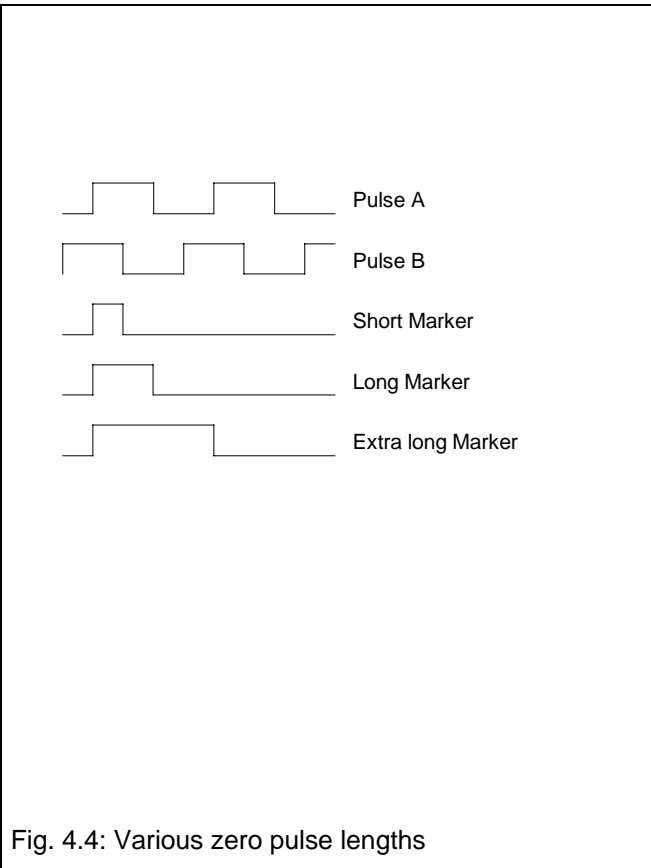 Pulse A
Pulse B
Short Marker
Long Marker
Extra long Marker
Fig. 4.4: Various zero pulse lengths